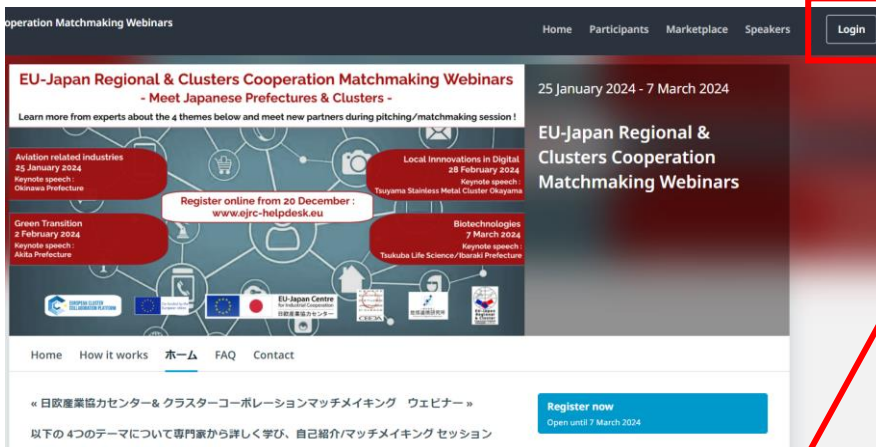 operation Matchmaking Webinars
Home Participants Marketplace Speakers Login
EU-Japan Regional & Clusters Cooperation Matchmaking Webinars
- Meet Japanese Prefectures & Clusters -
Learn more from experts about the 4 themes below and meet new partners during pitching/matchmaking session !
Aviation related industries
25 January 2024
Keynote speech :
Okinawa Prefecture
Local Innnovations in Digital
28 February 2024
Keynote speech :
Tsuyama Stainless Metal Cluster Okayama
Register online from 20 December :
www.ejrc-helpdesk.eu
Green Transition
2 February 2024
Keynote speech :
Akita Prefecture
Biotechnologies
7 March 2024
Keynote speech :
Tsukuba Life Science/Ibaraki Prefecture
EUROPEAN CLUSTER
COLLABORATION PLATFORM
EU-Japan Centre
for Industrial Cooperation
日欧産業協力センター
25 January 2024 - 7 March 2024
EU-Japan Regional &
Clusters Cooperation
Matchmaking Webinars
Home How it works ホーム FAQ Contact
« 日欧産業協力センター& クラスターコーポレーションマッチメイキング ウェビナー »
以下の 4つのテーマについて専門家から詳しく学び、自己紹介/マッチメイキング セッション
Register now
Open until 7 March 2024